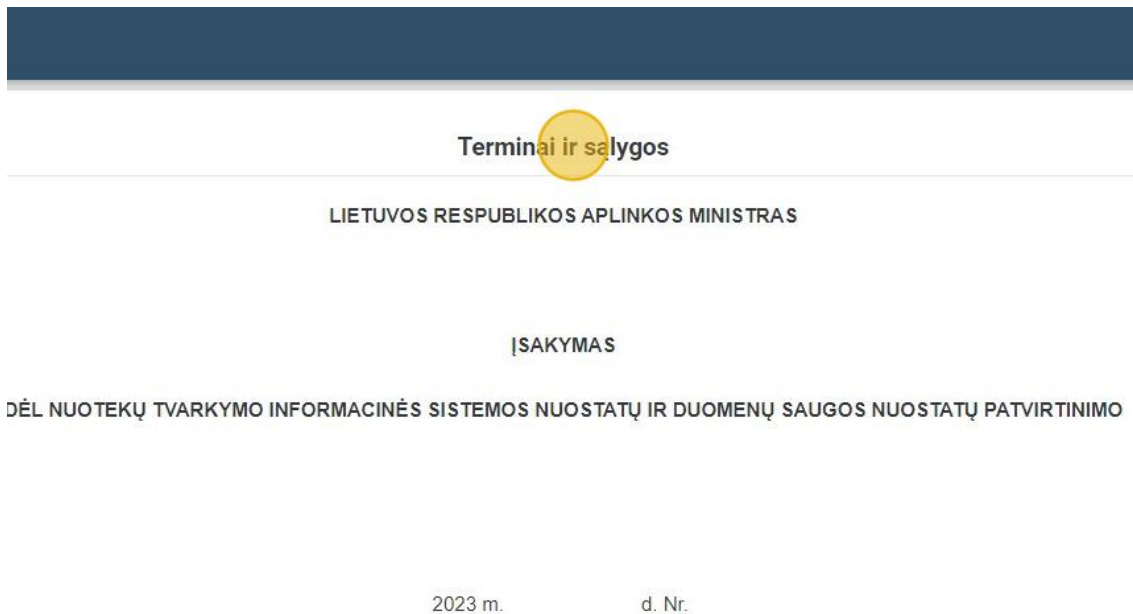 Terminai ir sąlygos
LIETUVOS RESPUBLIKOS APLINKOS MINISTRAS
ĮSAKYMAS
DĖL NUOTEKŲ TVARKYMO INFORMACINĖS SISTEMOS NUOSTATŲ IR DUOMENŲ SAUGOS NUOSTATŲ PATVIRTINIMO
2023 m. d. Nr.